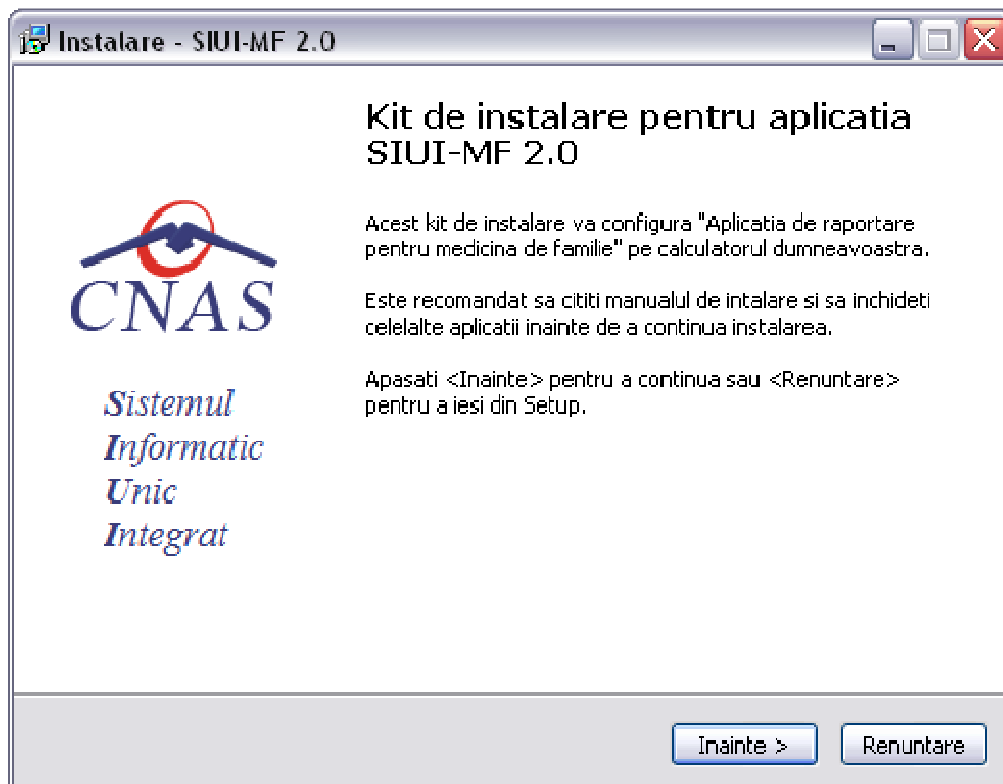 Instalare - SIUI-MF 2.0
Kit de instalare pentru aplicatia
SIUI-MF 2.0
Acest kit de instalare va configura "Aplicatia de raportare
pentru medicina de familie" pe calculatorul dumneavoastra.
Este recomandat sa cititi manualul de intalare si sa inchideti
celelalte aplicatii inainte de a continua instalarea.
Apasati <Inainte> pentru a continua sau <Renuntare>
pentru a iesi din Setup.
CNAS
Sistemul
Informatic
Unic
Integrat
Inainte >
Renuntare